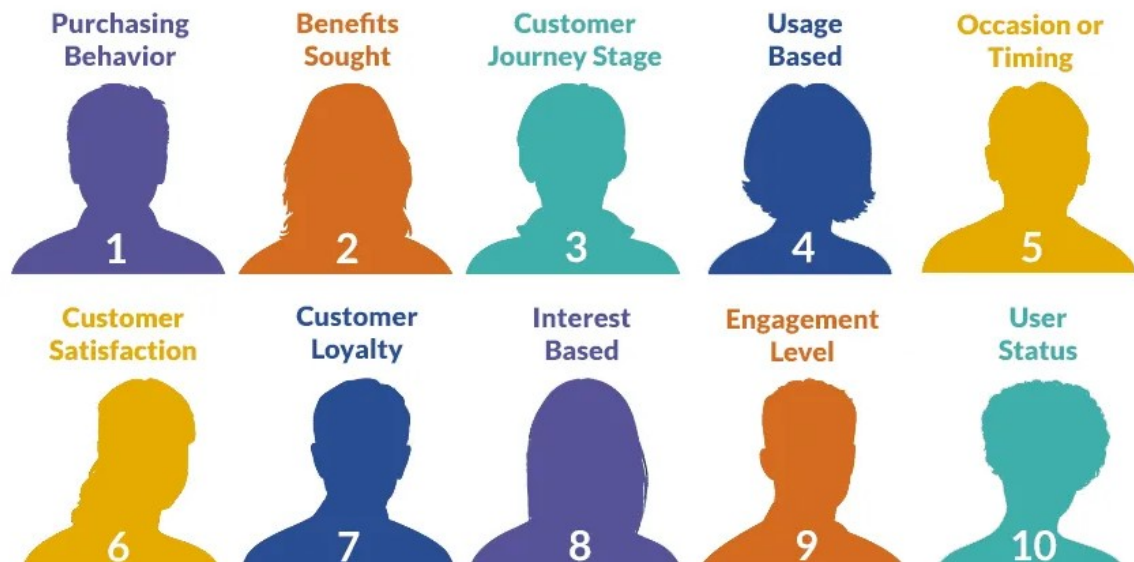 Purchasing
Behavior
1
Benefits
Sought
2
Customer
Journey Stage
3
Usage
Based
4
Occasion or
Timing
5
Customer
Satisfaction
6
Customer
Loyalty
7
Interest
Based
8
Engagement
Level
9
User
Status
10